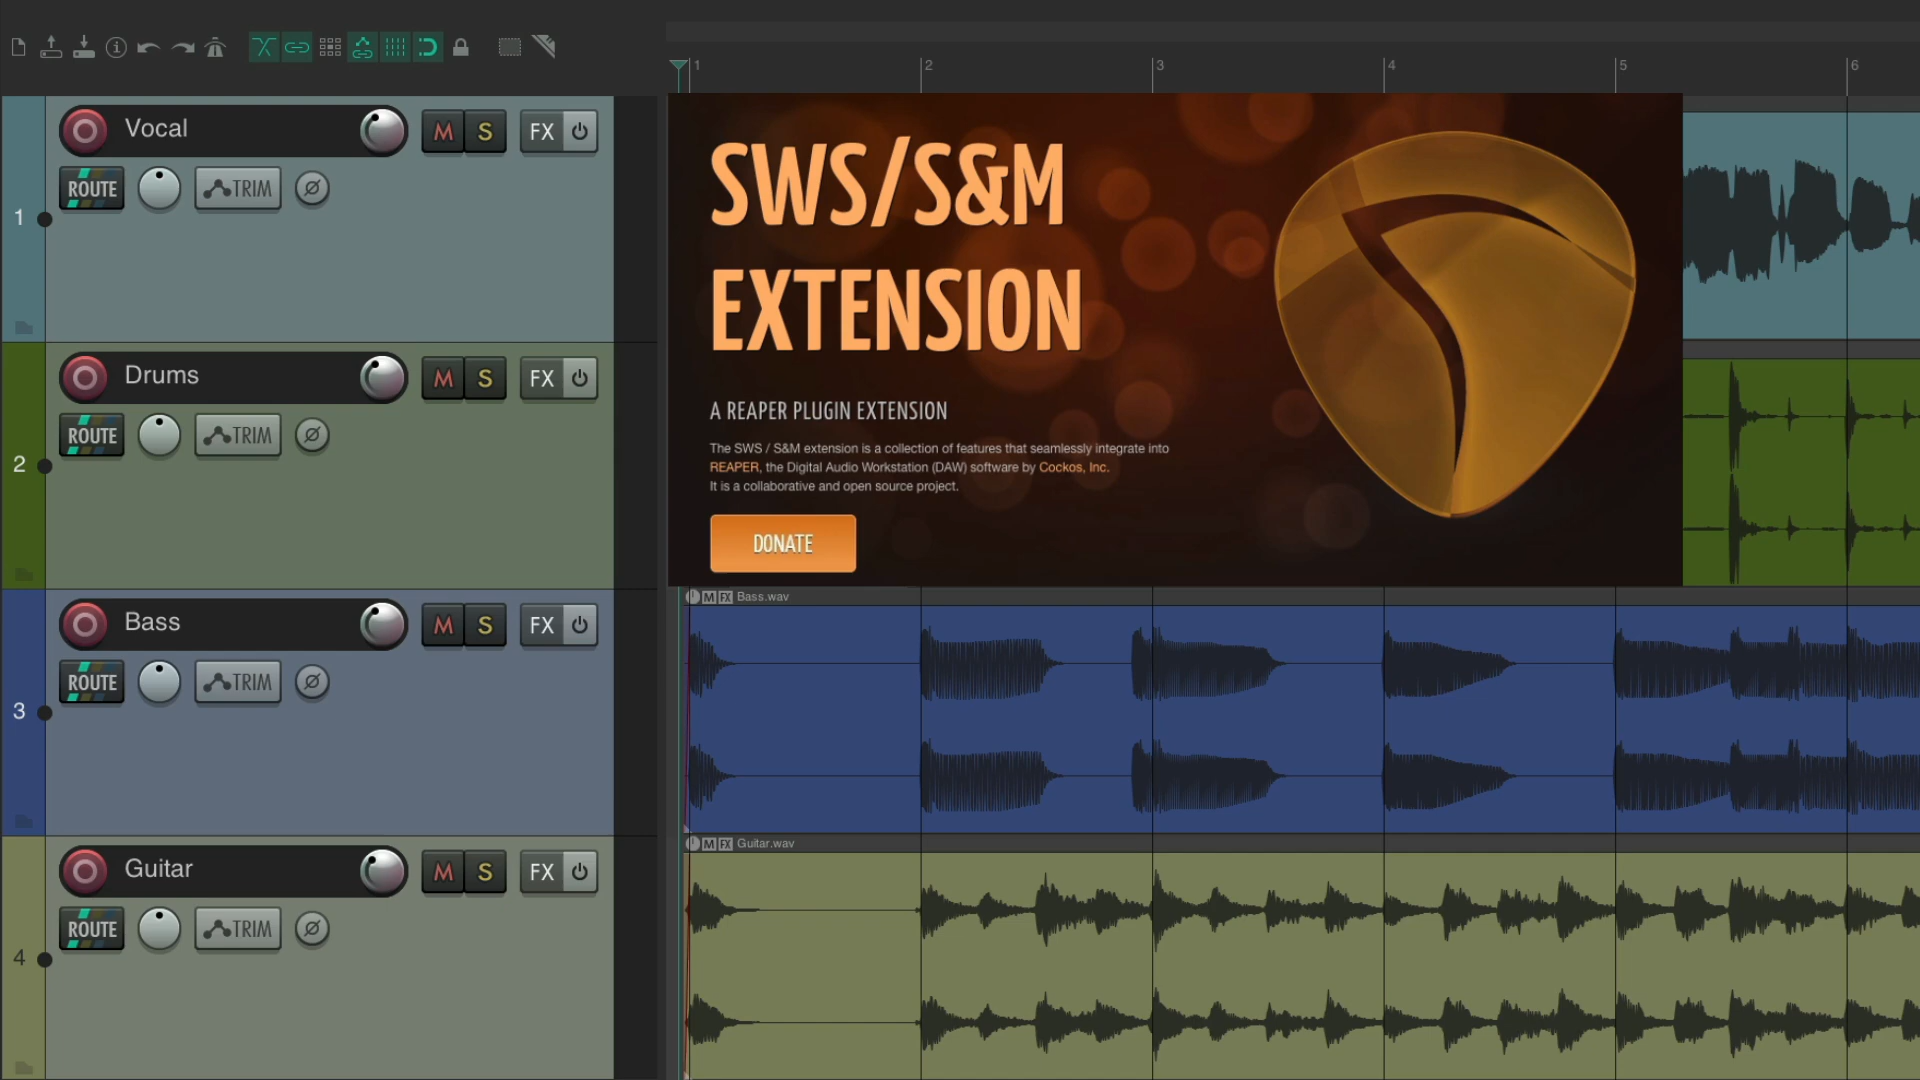 1
2
3
4
5
6
1
Vocal
M
S
FX
ROUTE
TRIM
SWS/S&M
EXTENSION
A REAPER PLUGIN EXTENSION
The SWS / S&M extension is a collection of features that seamlessly integrate into
REAPER, the Digital Audio Workstation (DAW) software by Cockos, Inc.
It is a collaborative and open source project.
DONATE
2
Drums
M
S
FX
ROUTE
TRIM
3
Bass
M
S
FX
ROUTE
TRIM
M FX Bass.wav
4
Guitar
M
S
FX
ROUTE
TRIM
M FX Guitar.wav